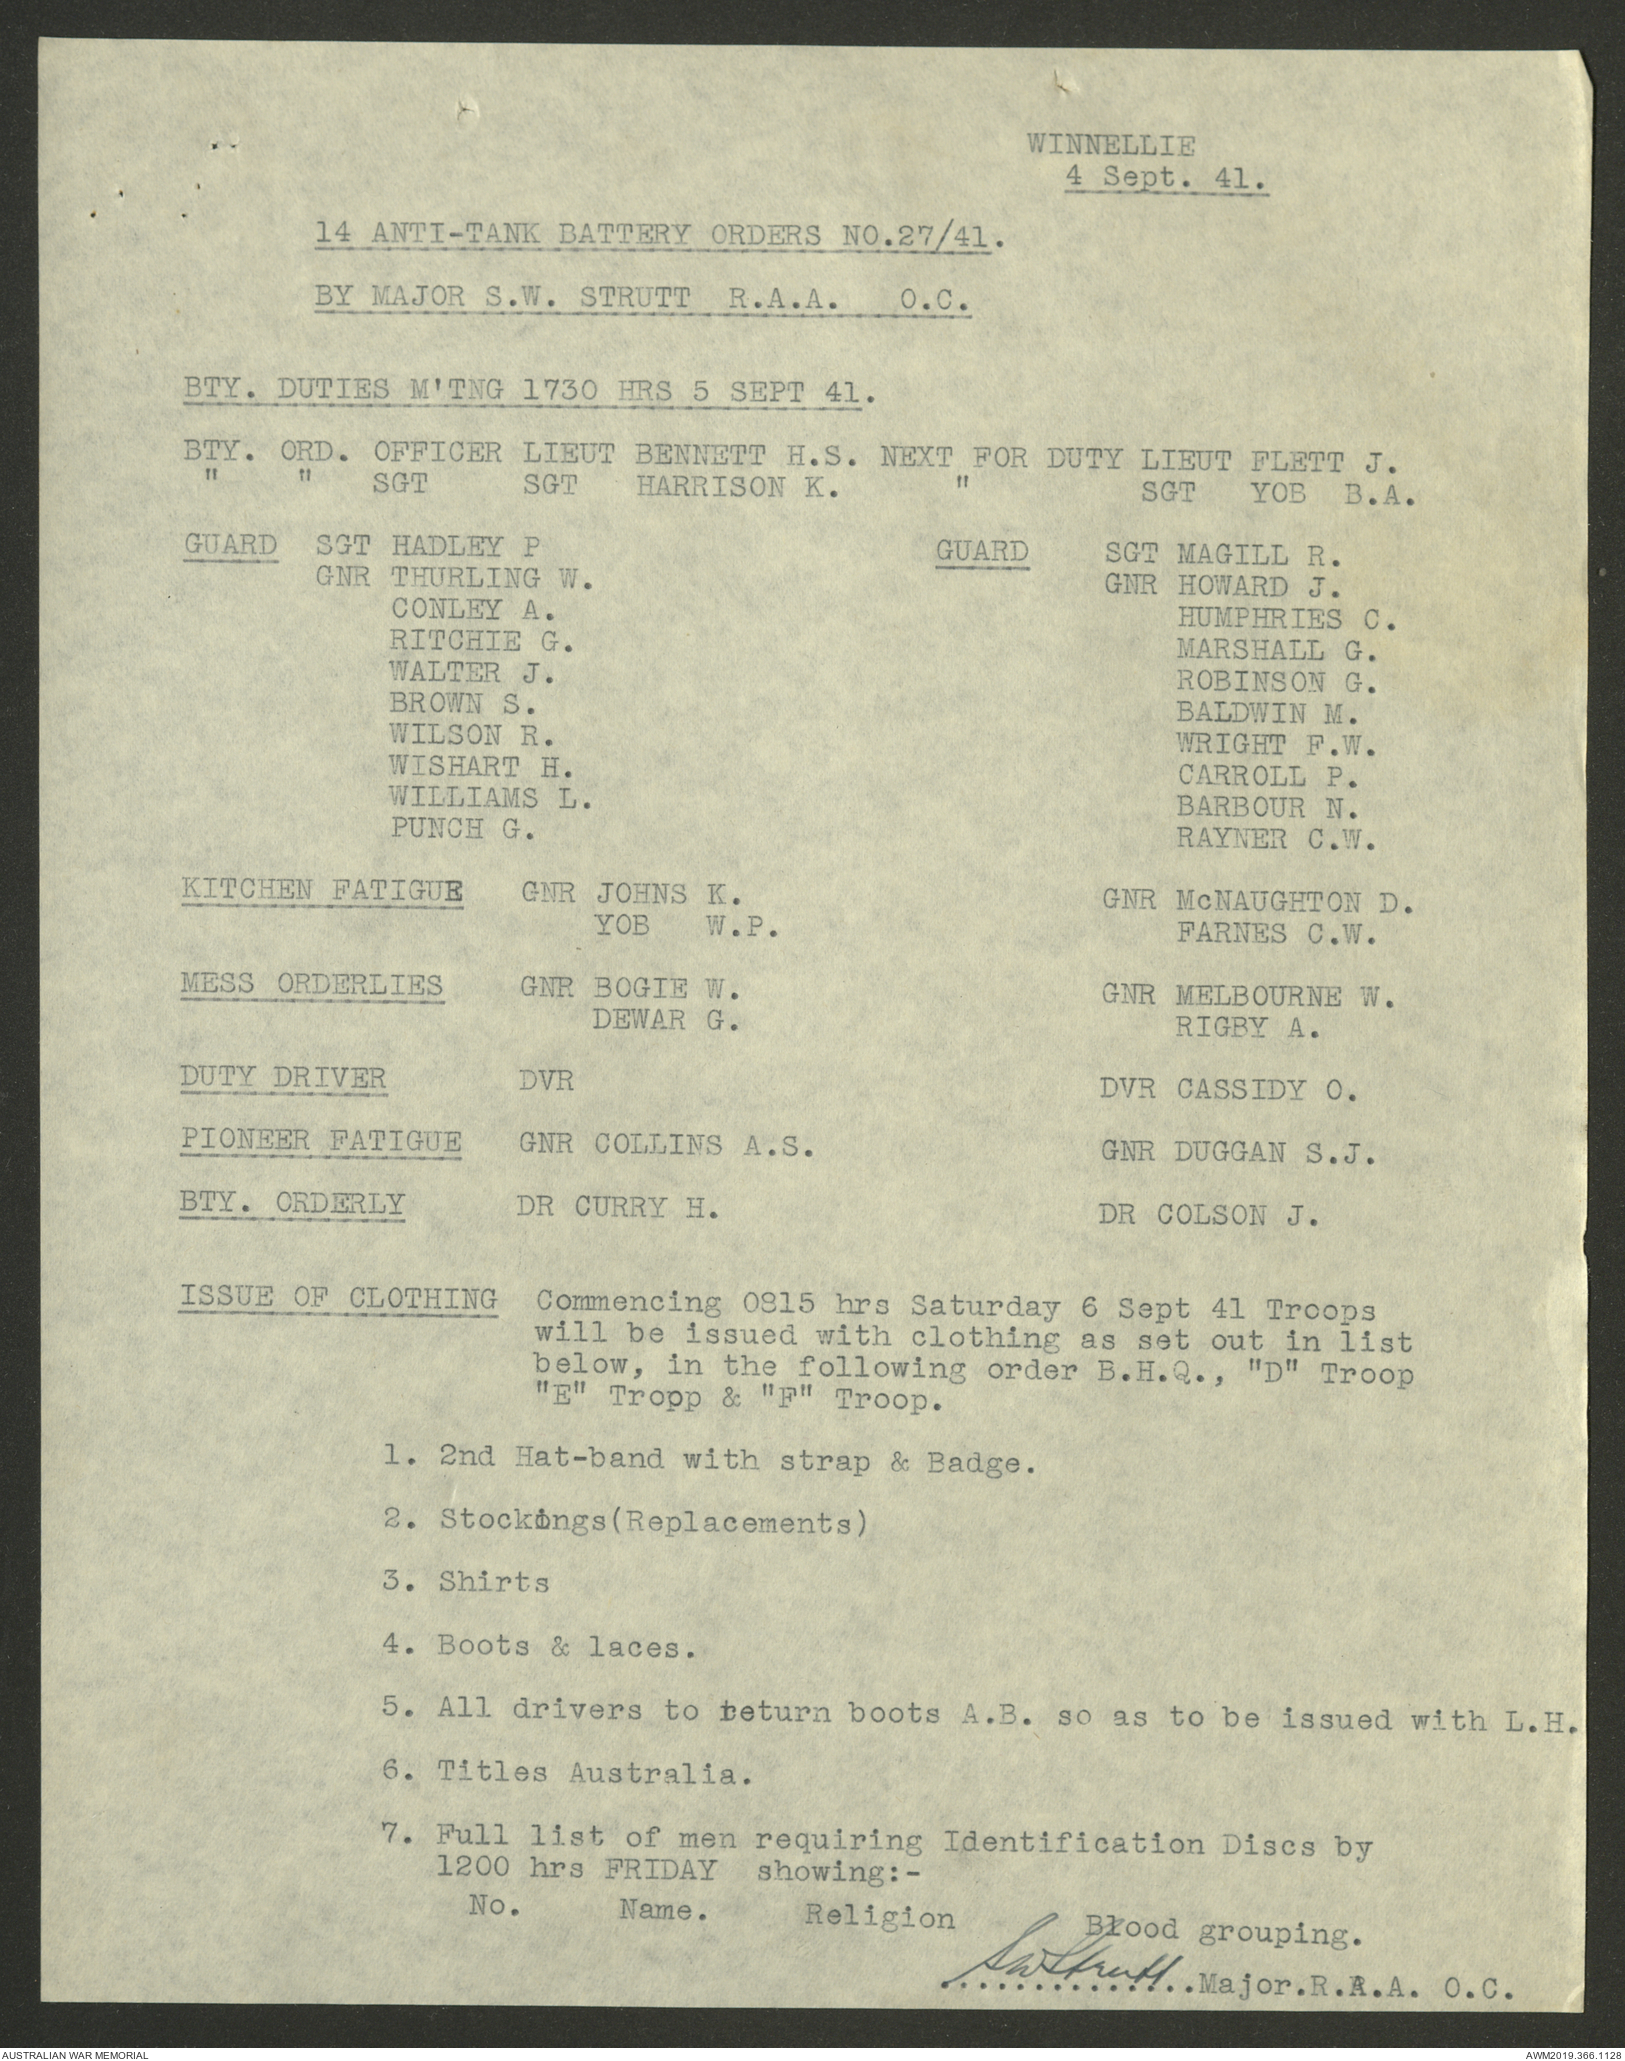 WINNELLIE
4 Sept. 41.
14 ANTI-TANK BATTERY ORDERS NO.27/41.
BY MAJOR S.W. STRUTT R.A.A. O.C.
BTY. DUTIES M'TNG 1730 HRS 5 SEPT 41.
BTY. ORD. OFFICER LIEUT BENNETT H.S. NEXT FOR DUTY LIEUT FLETT J.
" " SGT SGT HARRISON K. " SGT YOB B.A.
GUARD SGT HADLEY P GUARD SGT MAGILL R.
GNR THURLING W. GNR HOWARD J.
CONLEY A. HUMPHRIES C.
RITCHIE G. MARSHALL G.
WALTER J. ROBINSON G.
BROWN S. BALDWIN M.
WILSON R. WRIGHT F.W.
WISHART H. CARROLL P.
WILLIAMS L. BARBOUR N.
PUNCH G. RAYNER C.W.
KITCHEN FATIGUE GNR JOHNS K. GNR McNAUGHTON D.
YOB W.P. FARNES C.W.
MESS ORDERLIES GNR BOGIE W. GNR MELBOURNE W.
DEWAR G. RIGBY A.
DUTY DRIVER DVR DVR CASSIDY O.
PIONEER FATIGUE GNR COLLINS A.S. GNR DUGGAN S.J.
BTY. ORDERLY DR CURRY H. DR COLSON J.
ISSUE OF CLOTHING Commencing 0815 hrs Saturday 6 Sept 41 Troops
will be issued with clothing as set out in list
below, in the following order B.H.Q., "D" Troop
"E" Tropp & "F" Troop.
1. 2nd Hat-band with strap & Badge.
2. Stockings(Replacements)
3. Shirts
4. Boots & laces.
5. All drivers to return boots A.B. so as to be issued with L.H.
6. Titles Australia.
7. Full list of men requiring Identification Discs by
1200 hrs FRIDAY showing:-
No. Name. Religion Blood grouping.
SWStrutt
................Major.R.A.A. O.C.
AUSTRALIAN WAR MEMORIAL AWM2019.366.1128